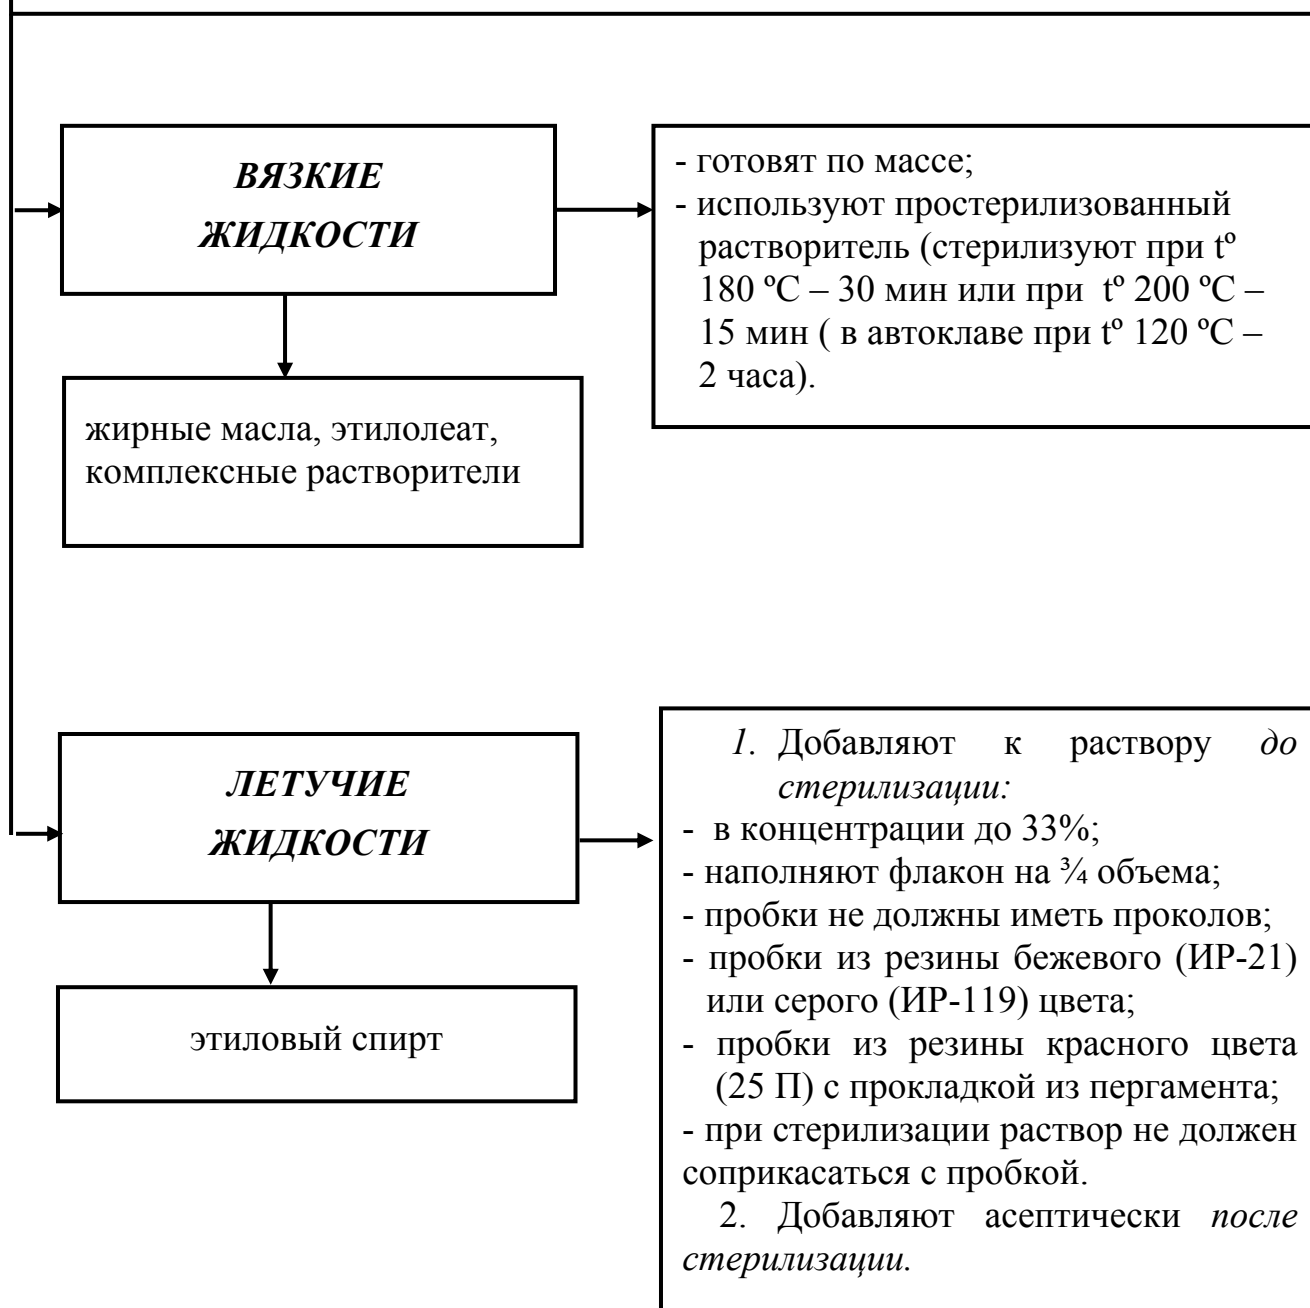 ВЯЗКИЕ
ЖИДКОСТИ
- готовят по массе;
- используют простерилизованный
растворитель (стерилизуют при tº
180 ºС – 30 мин или при tº 200 ºС –
15 мин ( в автоклаве при tº 120 ºС –
2 часа).
жирные масла, этилолеат,
комплексные растворители
ЛЕТУЧИЕ
ЖИДКОСТИ
1. Добавляют к раствору до
стерилизации:
- в концентрации до 33%;
- наполняют флакон на ¾ объема;
- пробки не должны иметь проколов;
- пробки из резины бежевого (ИР-21)
или серого (ИР-119) цвета;
- пробки из резины красного цвета
(25 П) с прокладкой из пергамента;
- при стерилизации раствор не должен
соприкасаться с пробкой.
2. Добавляют асептически после
стерилизации.
этиловый спирт